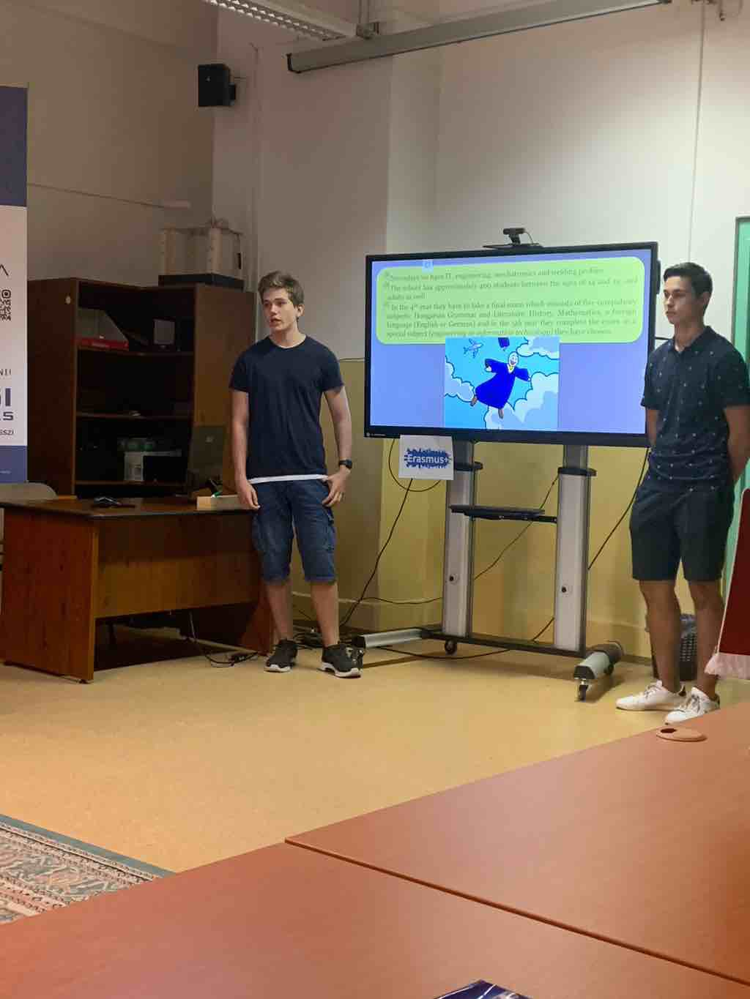 Secondary we have IT, engineering, mechatronics and welding profiles.
The school has approximately 400 students between the ages of 14 and 19, and
adults as well.
In the 4th year they have to take a final exam which consists of five compulsory
subjects: Hungarian Grammar and Literature, History, Mathematics, a foreign
language (English or German) and in the 5th year they complete the exam in a
special subject (engineering or information technology) they have chosen.
Erasmus+